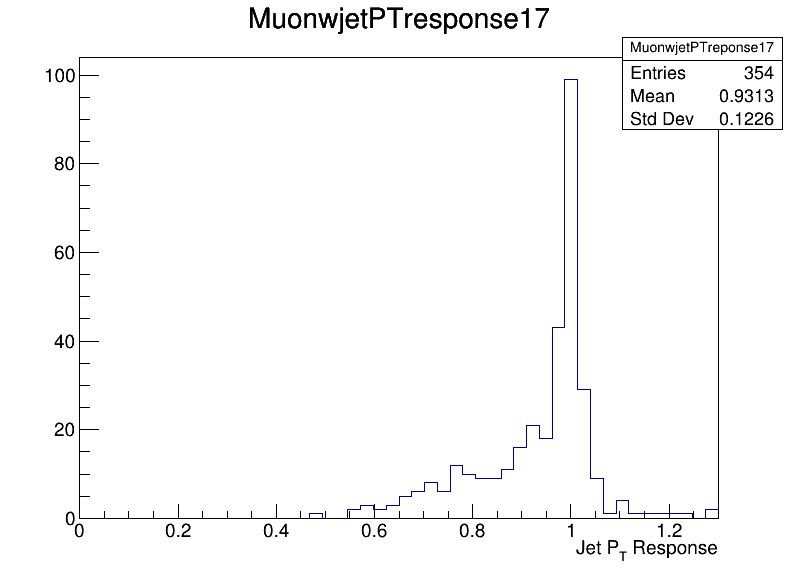 MuonwjetPTresponse17
MuonwjetPTreponse17
Entries 354
Mean 0.9313
Std Dev 0.1226
100
80
60
40
20
0
0 0.2 0.4 0.6 0.8 1 1.2
Jet P_T Response